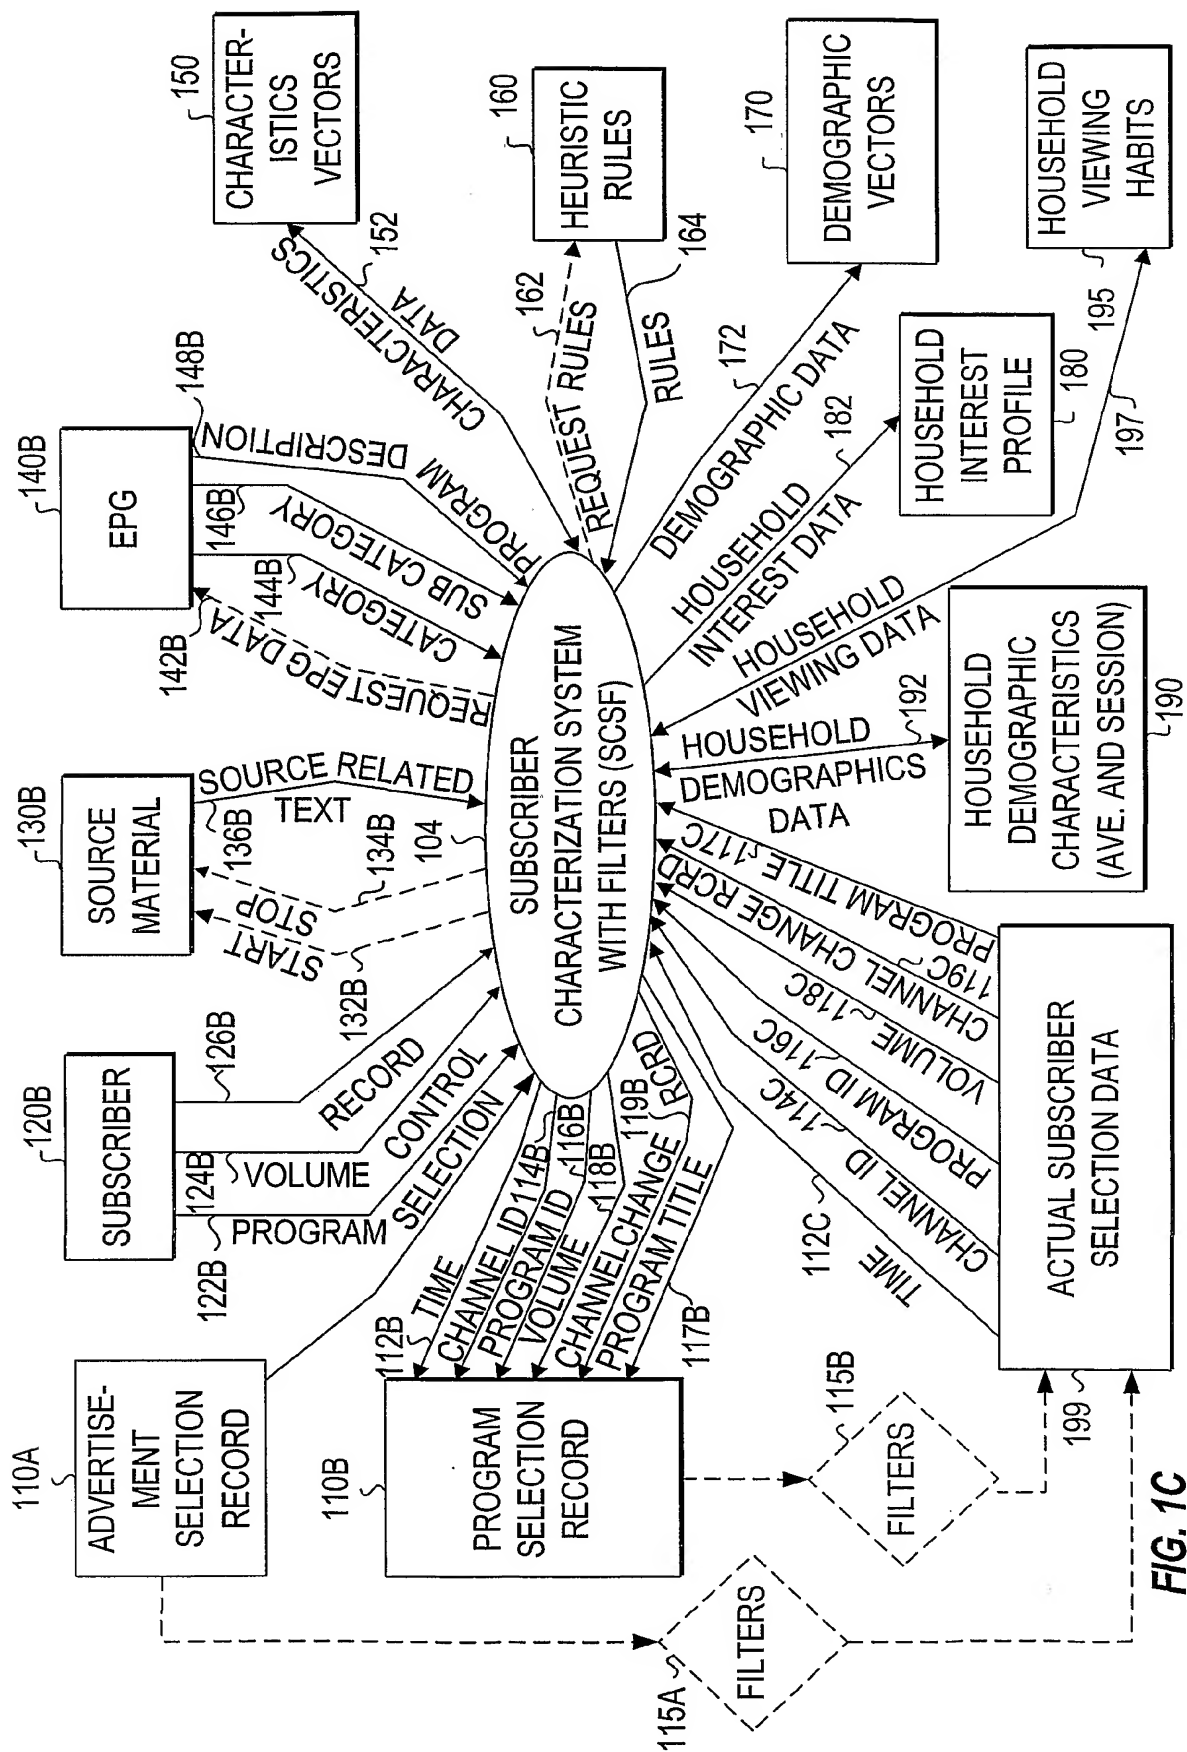 110A
ADVERTISE-
MENT
SELECTION
RECORD
120B
SUBSCRIBER
122B
124B
126B
PROGRAM
SELECTION
VOLUME
CONTROL
RECORD
130B
SOURCE
MATERIAL
132B
START
STOP
134B
136B
SOURCE RELATED
TEXT
140B
EPG
142B
REQUEST EPG DATA
144B
CATEGORY
146B
SUB CATEGORY
148B
PROGRAM DESCRIPTION
150
CHARACTER-
ISTICS
VECTORS
152
CHARACTERISTICS
DATA
104
SUBSCRIBER
CHARACTERIZATION SYSTEM
WITH FILTERS (SCSF)
160
HEURISTIC
RULES
162
REQUEST RULES
164
RULES
170
DEMOGRAPHIC
VECTORS
172
DEMOGRAPHIC DATA
180
HOUSEHOLD
INTEREST
PROFILE
182
HOUSEHOLD
INTEREST DATA
195
HOUSEHOLD
VIEWING
HABITS
197
HOUSEHOLD
VIEWING DATA
190
HOUSEHOLD
DEMOGRAPHIC
CHARACTERISTICS
(AVE. AND SESSION)
192
HOUSEHOLD
DEMOGRAPHICS
DATA
110B
PROGRAM
SELECTION
RECORD
112B
TIME
CHANNEL ID 114B
PROGRAM ID 116B
VOLUME 118B
CHANNEL CHANGE RCRD
119B
PROGRAM TITLE
117B
199
ACTUAL SUBSCRIBER
SELECTION DATA
PROGRAM TITLE 117C
CHANNEL CHANGE RCRD
119C
VOLUME 118C
PROGRAM ID 116C
CHANNEL ID 114C
TIME
112C
115A
FILTERS
115B
FILTERS
FIG. 1C